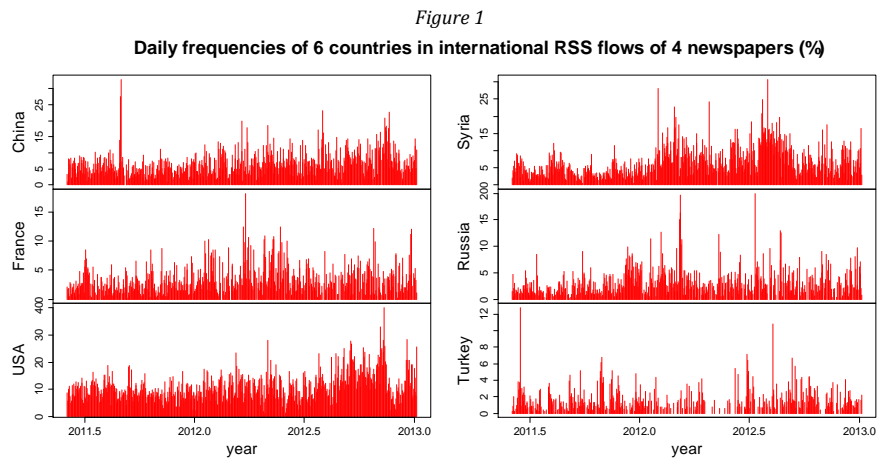 Figure 1
Daily frequencies of 6 countries in international RSS flows of 4 newspapers (%)
China
0 5 15 25
France
0 5 10 15
USA
0 10 20 30 40
2011.5 2012.0 2012.5 2013.0
year
Syria
0 5 15 25
Russia
0 5 10 15 20
Turkey
0 2 4 6 8 12
2011.5 2012.0 2012.5 2013.0
year